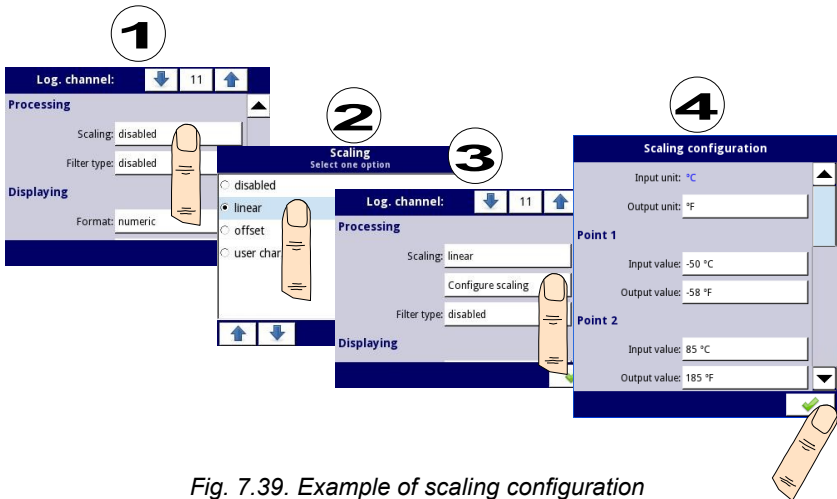 1
Log. channel: 11
Processing
Scaling: disabled
Filter type: disabled
Displaying
Format: numeric
2
Scaling
Select one option
disabled
linear
offset
user
3
Log. channel: 11
Processing
Scaling: linear
Configure scaling
Filter type: disabled
Displaying
4
Scaling configuration
Input unit: °C
Output unit: °F
Point 1
Input value: -50 °C
Output value: -58 °F
Point 2
Input value: 85 °C
Output value: 185 °F
Fig. 7.39. Example of scaling configuration